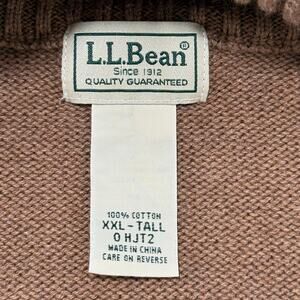 L.L.Bean®
Since 1912
QUALITY GUARANTEED
100% COTTON
XXL - TALL
0 HJT2
MADE IN CHINA
CARE ON REVERSE